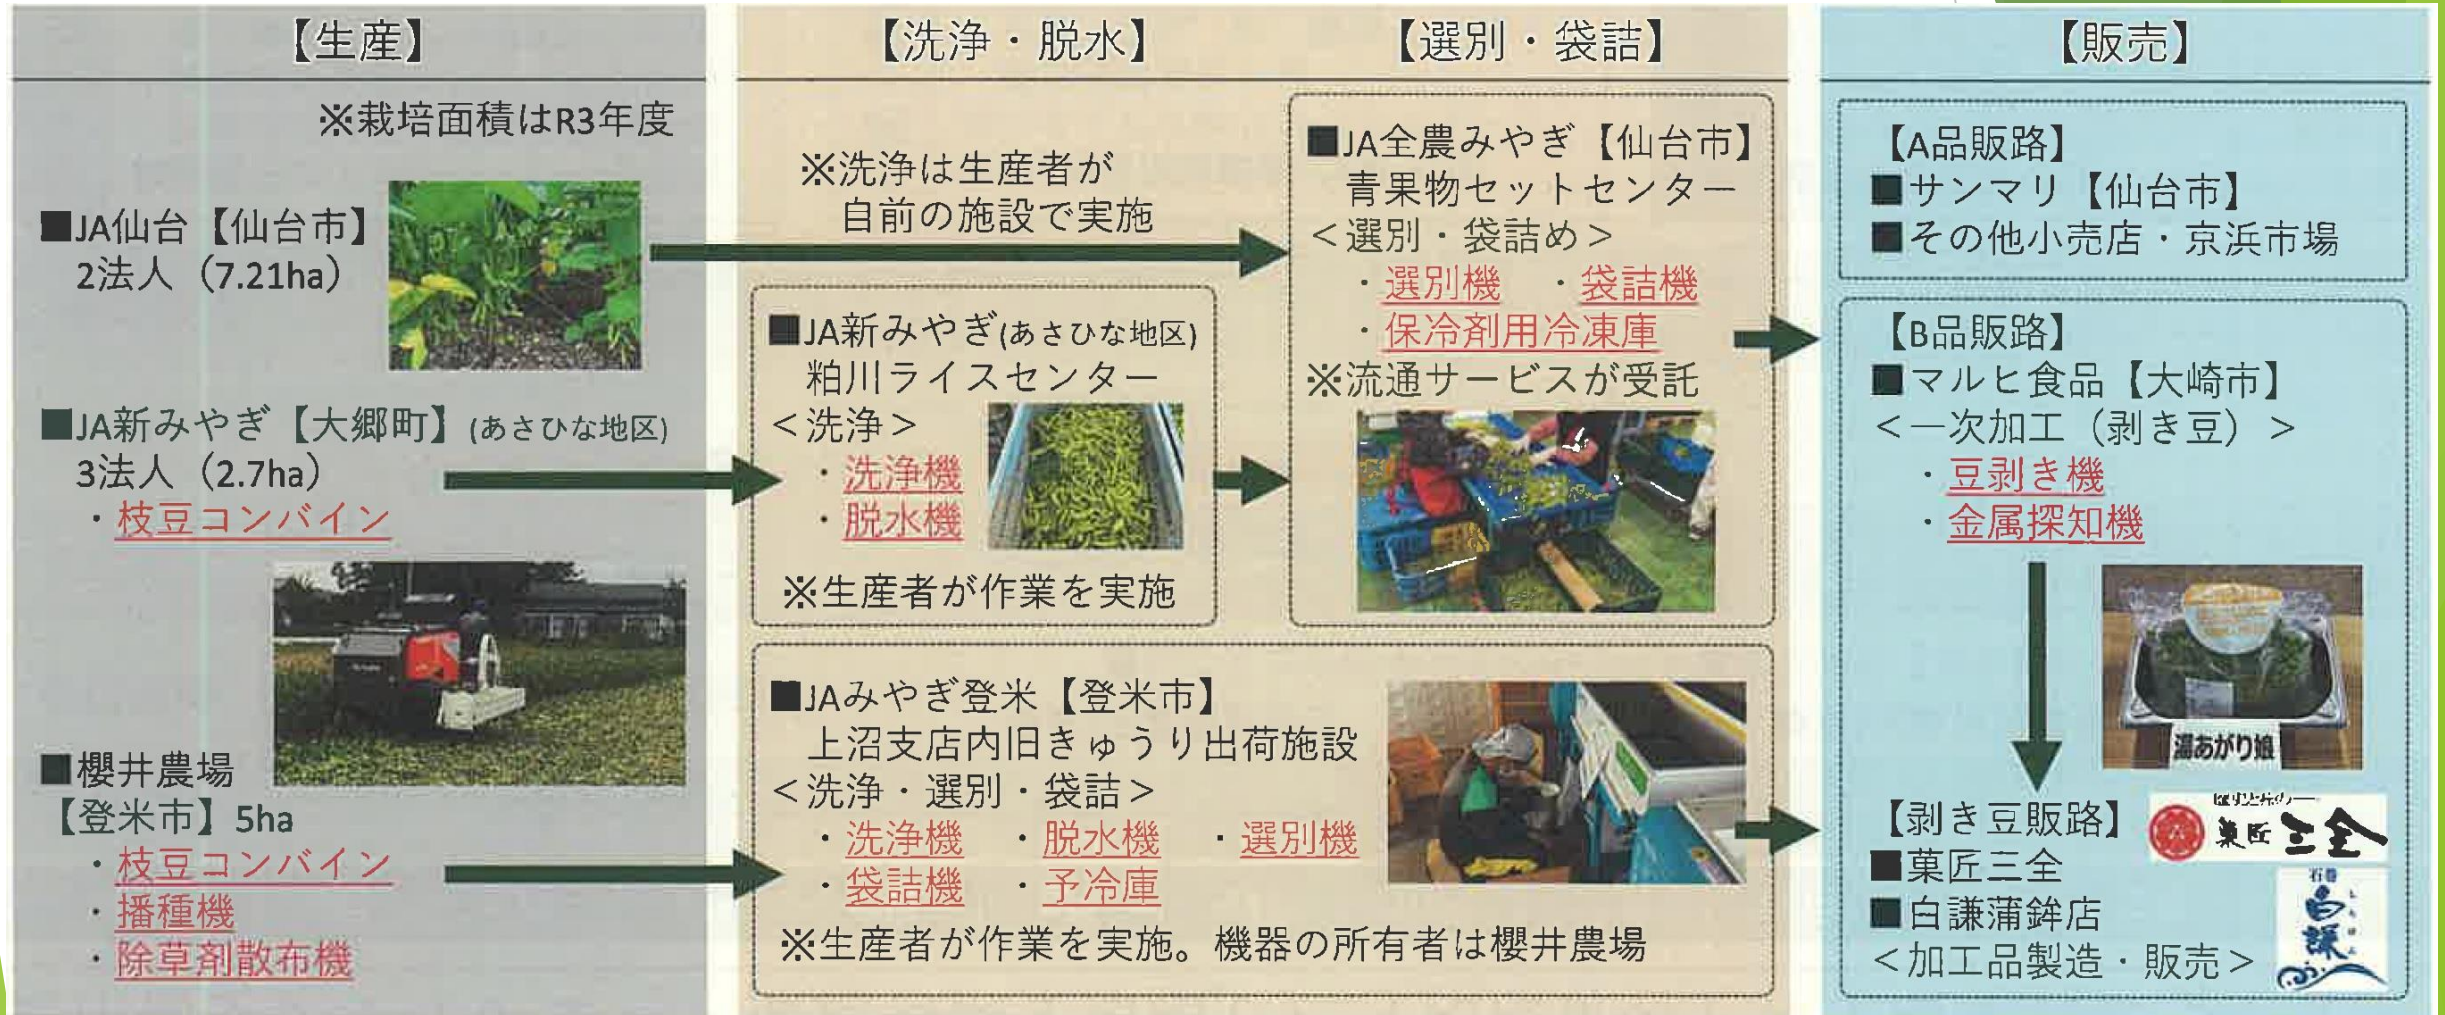 【生産】
※栽培面積はR3年度
■JA仙台【仙台市】
2法人（7.21ha）
■JA新みやぎ【大郷町】(あさひな地区)
3法人（2.7ha）
・枝豆コンバイン
■櫻井農場
【登米市】5ha
・枝豆コンバイン
・播種機
・除草剤散布機
【洗浄・脱水】
※洗浄は生産者が
自前の施設で実施
■JA新みやぎ(あさひな地区)
粕川ライスセンター
＜洗浄＞
・洗浄機
・脱水機
※生産者が作業を実施
【選別・袋詰】
■JA全農みやぎ【仙台市】
青果物セットセンター
＜選別・袋詰め＞
・選別機　・袋詰機
・保冷剤用冷凍庫
※流通サービスが受託
■JAみやぎ登米【登米市】
上沼支店内旧きゅうり出荷施設
＜洗浄・選別・袋詰＞
・洗浄機　・脱水機　・選別機
・袋詰機　・予冷庫
※生産者が作業を実施。機器の所有者は櫻井農場
【販売】
【A品販路】
■サンマリ【仙台市】
■その他小売店・京浜市場
【B品販路】
■マルヒ食品【大崎市】
＜一次加工（剥き豆）＞
・豆剥き機
・金属探知機
湯あがり娘
【剥き豆販路】
■菓匠三全
■白謙蒲鉾店
＜加工品製造・販売＞
菓匠三全
石巻
白謙